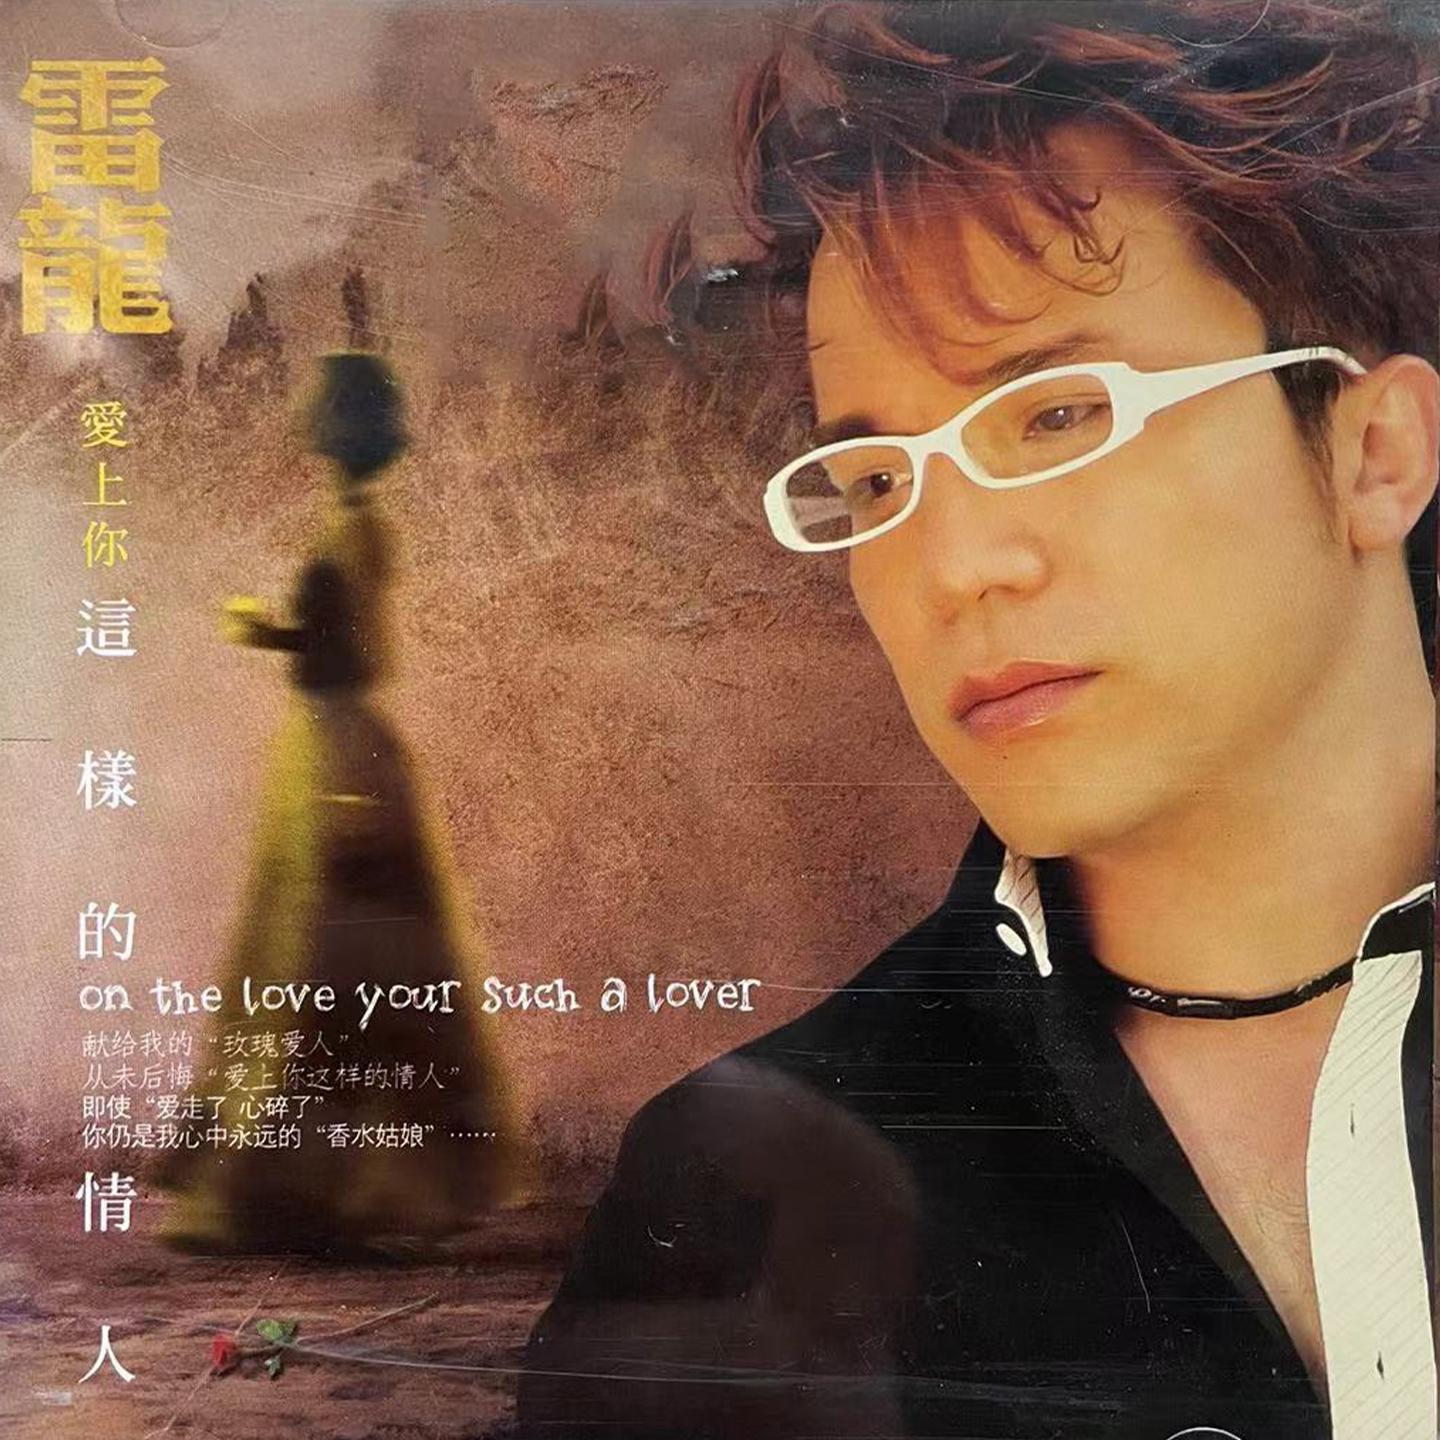 雷龍
愛上你這樣的情人
on the love your such a lover
献给我的“玫瑰爱人”
从未后悔“爱上你这样的情人”
即使“爱走了 心碎了”
你仍是我心中永远的“香水姑娘”……